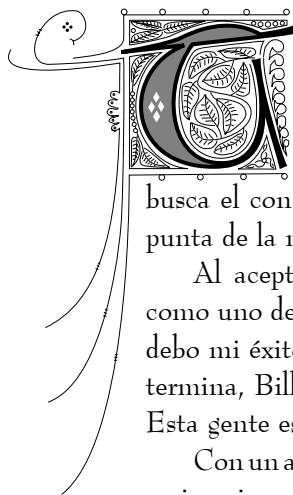 busca el con
punta de la
Al acept
como uno de
debo mi éxit
termina, Bill
Esta gente es
Con un a